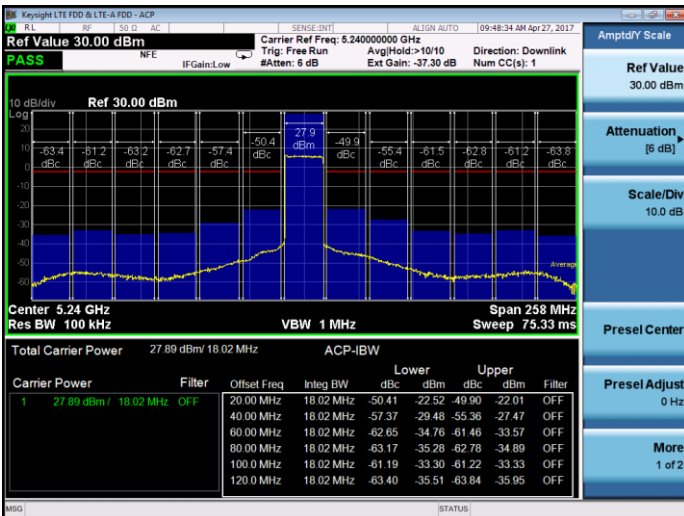 Keysight LTE FDD & LTE-A FDD - ACP
RL RF 50 Ω AC SENSE:INT ALIGN AUTO 09:48:34 AM Apr 27, 2017
Ref Value 30.00 dBm
Carrier Ref Freq: 5.240000000 GHz
Trig: Free Run Avg|Hold:>10/10 Direction: Downlink
PASS NFE IFGain:Low #Atten: 6 dB Ext Gain: -37.30 dB Num CC(s): 1
10 dB/div Ref 30.00 dBm
Log
20
10
0
-10
-20
-30
-40
-50
-60
-63.4 -61.2 -63.2 -62.7 -57.4 -50.4 27.9 -49.9 -55.4 -61.5 -62.8 -61.2 -63.8
dBc dBc dBc dBc dBc dBc dBm dBc dBc dBc dBc dBc dBc
Average
Center 5.24 GHz Span 258 MHz
Res BW 100 kHz VBW 1 MHz Sweep 75.33 ms
Total Carrier Power 27.89 dBm/ 18.02 MHz ACP-IBW
Lower Upper
Carrier Power Filter Offset Freq Integ BW dBc dBm dBc dBm Filter
1 27.89 dBm / 18.02 MHz OFF
20.00 MHz 18.02 MHz -50.41 -22.52 -49.90 -22.01 OFF
40.00 MHz 18.02 MHz -57.37 -29.48 -55.36 -27.47 OFF
60.00 MHz 18.02 MHz -62.65 -34.76 -61.46 -33.57 OFF
80.00 MHz 18.02 MHz -63.17 -35.28 -62.78 -34.89 OFF
100.0 MHz 18.02 MHz -61.19 -33.30 -61.22 -33.33 OFF
120.0 MHz 18.02 MHz -63.40 -35.51 -63.84 -35.95 OFF
MSG STATUS
Amptd/Y Scale
Ref Value
30.00 dBm
Attenuation
[6 dB]
Scale/Div
10.0 dB
Presel Center
Presel Adjust
0 Hz
More
1 of 2